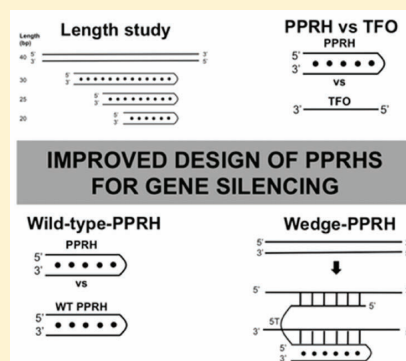 Length study
Length
(bp)
40 5' 3'
3' 5'
30 5'
3'
25 5'
3'
20 5'
3'
PPRH vs TFO
PPRH
5'
3'
vs
TFO
3' 5'
IMPROVED DESIGN OF PPRHS
FOR GENE SILENCING
Wild-type-PPRH
PPRH
5'
3'
vs
WT PPRH
5'
3'
Wedge-PPRH
5'
3'
5'
5'
5T
3'
5'
3'